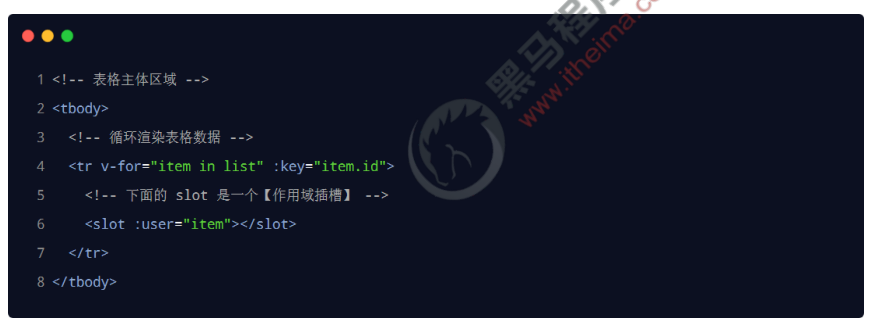 1 <!-- 表格主体区域 -->
2 <tbody>
3   <!-- 循环渲染表格数据 -->
4   <tr v-for="item in list" :key="item.id">
5     <!-- 下面的 slot 是一个【作用域插槽】 -->
6     <slot :user="item"></slot>
7   </tr>
8 </tbody>
黑马程序
www.itheima.co